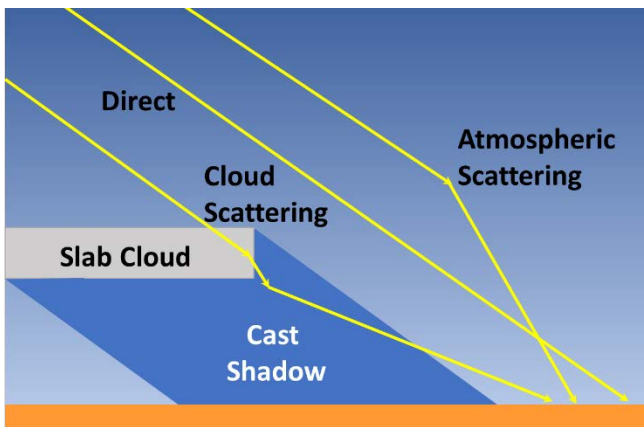 Direct
Atmospheric
Scattering
Cloud
Scattering
Slab Cloud
Cast
Shadow